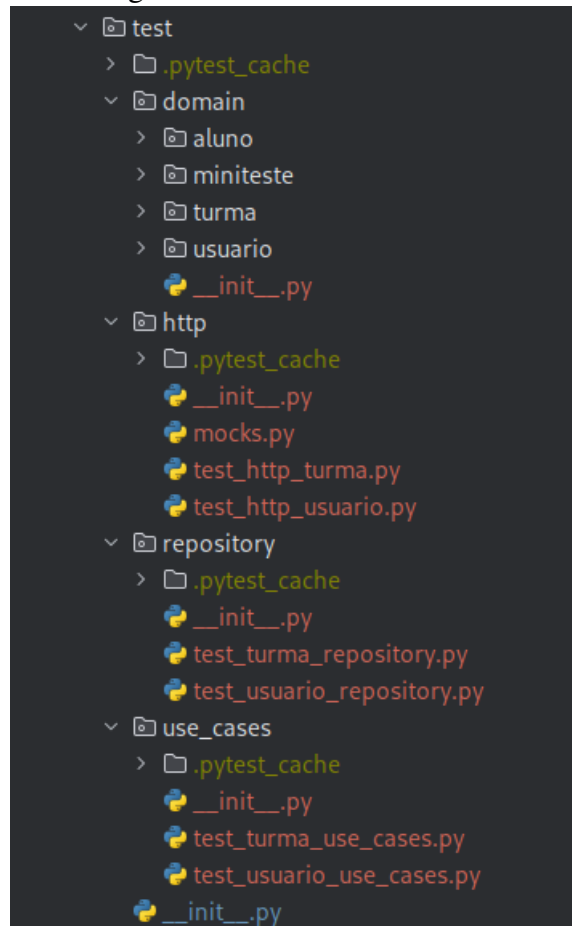 test
.pytest_cache
domain
aluno
miniteste
turma
usuario
__init__.py
http
.pytest_cache
__init__.py
mocks.py
test_http_turma.py
test_http_usuario.py
repository
.pytest_cache
__init__.py
test_turma_repository.py
test_usuario_repository.py
use_cases
.pytest_cache
__init__.py
test_turma_use_cases.py
test_usuario_use_cases.py
__init__.py